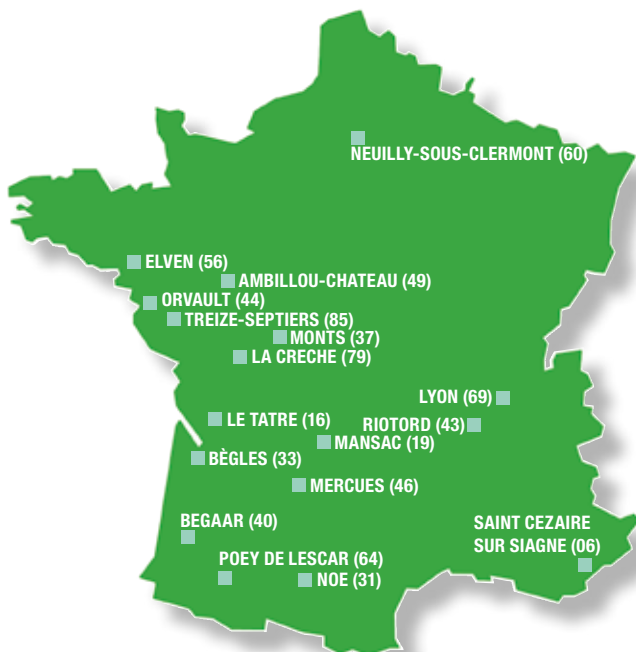 NEUILLY-SOUS-CLERMONT (60)
ELVEN (56)
AMBILLOU-CHATEAU (49)
ORVAULT (44)
TREIZE-SEPTIERS (85)
MONTS (37)
LA CRECHE (79)
LYON (69)
LE TATRE (16)
RIOTORD (43)
MANSAC (19)
BÈGLES (33)
MERCUES (46)
BEGAAR (40)
SAINT CEZAIRE
SUR SIAGNE (06)
POEY DE LESCAR (64)
NOE (31)